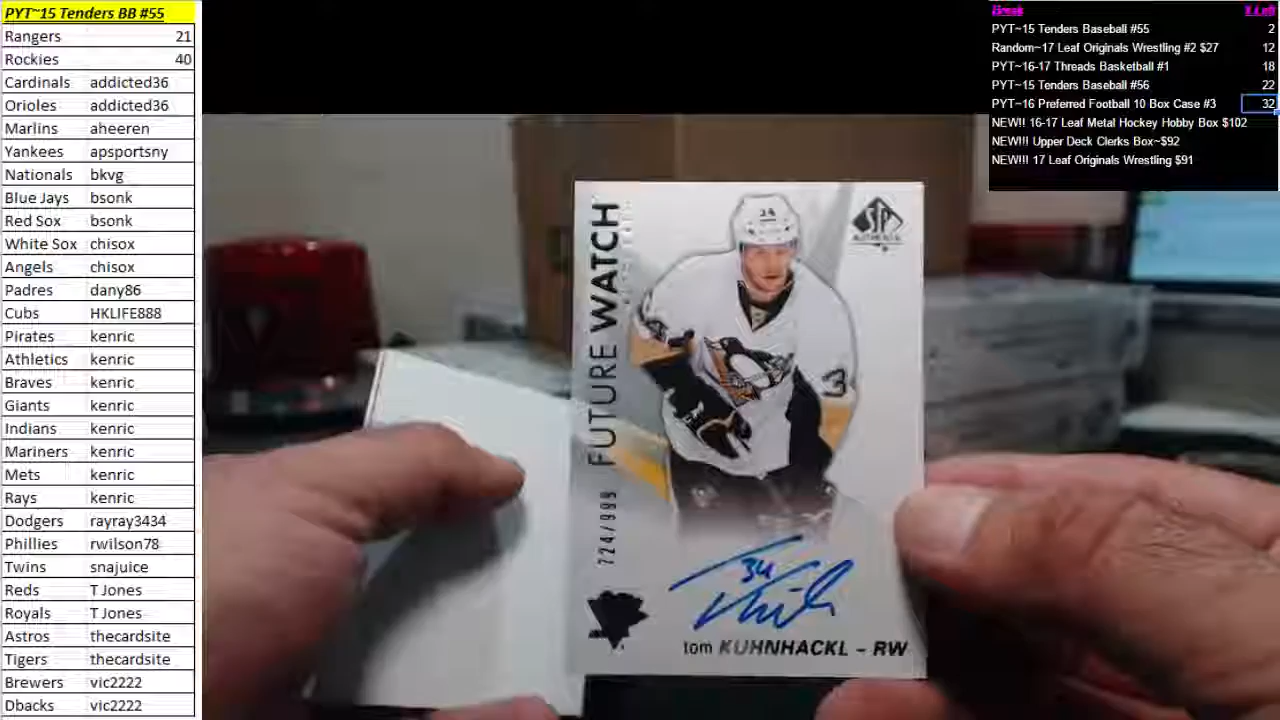 PYT~15 Tenders BB #55
Rangers 21
Rockies 40
Cardinals addicted36
Orioles addicted36
Marlins aheeren
Yankees apsportsny
Nationals bkvg
Blue Jays bsonk
Red Sox bsonk
White Sox chisox
Angels chisox
Padres dany86
Cubs HKLIFE888
Pirates kenric
Athletics kenric
Braves kenric
Giants kenric
Indians kenric
Mariners kenric
Mets kenric
Rays kenric
Dodgers rayray3434
Phillies rwilson78
Twins snajuice
Reds T Jones
Royals T Jones
Astros thecardsite
Tigers thecardsite
Brewers vic2222
Dbacks vic2222
Break X Left
PYT~15 Tenders Baseball #55 2
Random~17 Leaf Originals Wrestling #2 $27 12
PYT~16-17 Threads Basketball #1 18
PYT~15 Tenders Baseball #56 22
PYT~16 Preferred Football 10 Box Case #3 32
NEW!! 16-17 Leaf Metal Hockey Hobby Box $102
NEW!!! Upper Deck Clerks Box~$92
NEW!!! 17 Leaf Originals Wrestling $91
FUTURE WATCH
724/999
SP
AUTHENTIC
34
tom KUHNHACKL - RW